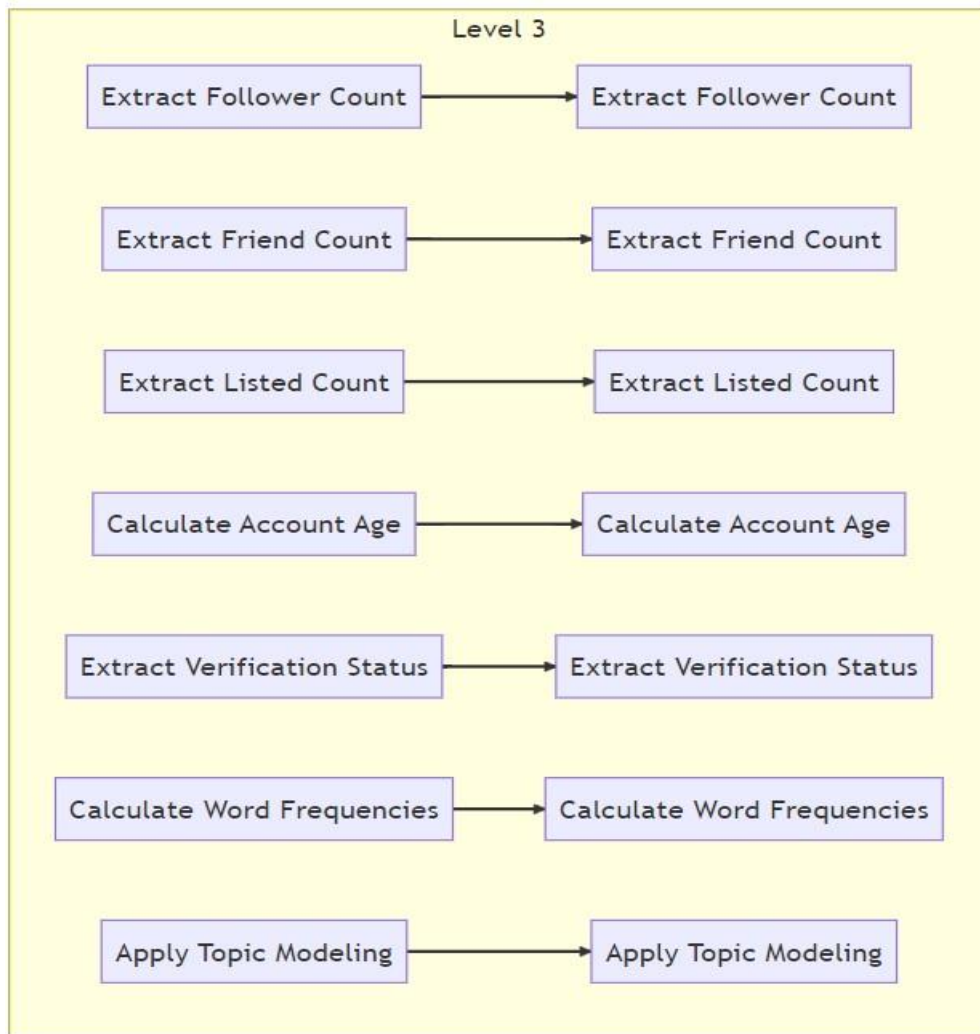 Level 3
Extract Follower Count Extract Follower Count
Extract Friend Count Extract Friend Count
Extract Listed Count Extract Listed Count
Calculate Account Age Calculate Account Age
Extract Verification Status Extract Verification Status
Calculate Word Frequencies Calculate Word Frequencies
Apply Topic Modeling Apply Topic Modeling